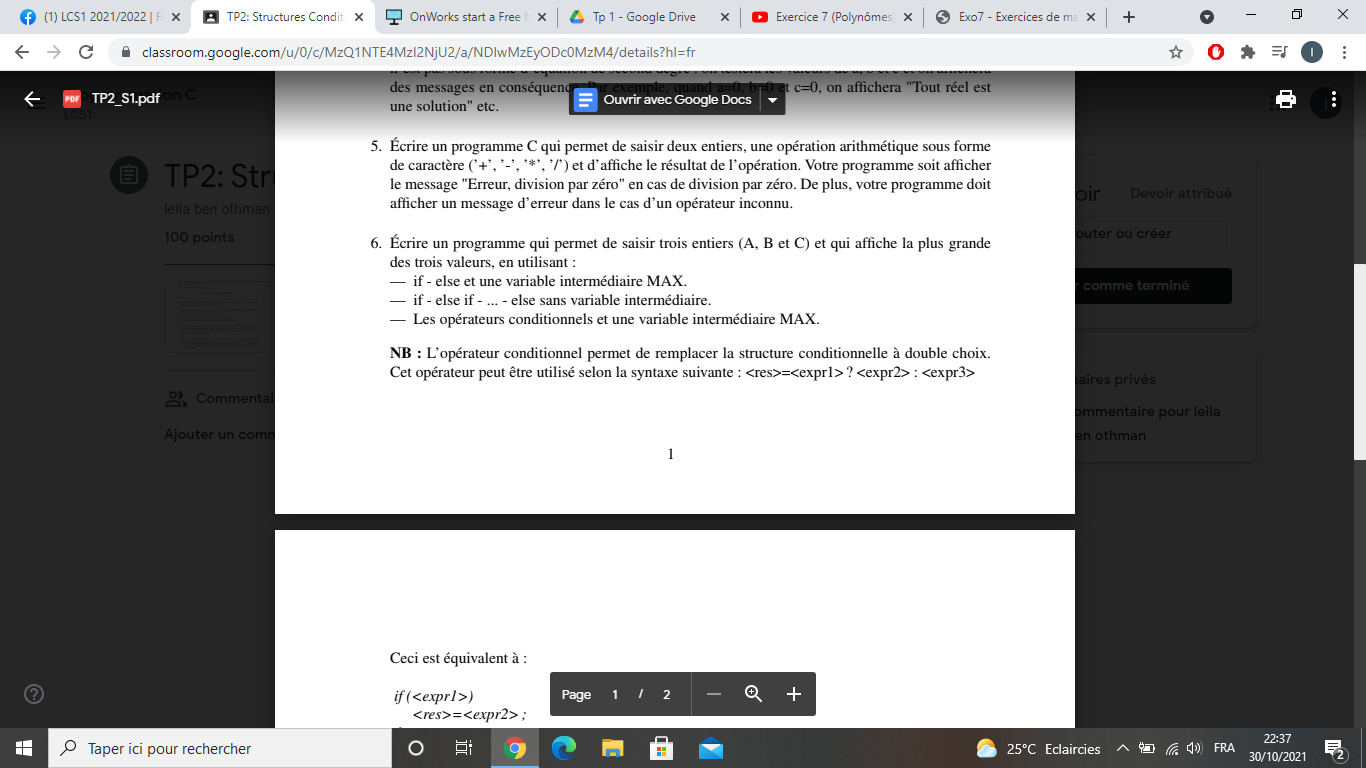 (1) LCS1 2021/2022 | F
TP2: Structures Condit
OnWorks start a Free h
Tp 1 - Google Drive
Exercice 7 (Polynômes)
Exo7 - Exercices de ma
classroom.google.com/u/0/c/MzQ1NTE4MzI2NjU2/a/NDIwMzEyODc0MzM4/details?hl=fr
I
PDF TP2_S1.pdf
LCS1
Ouvrir avec Google Docs
des messages en conséquence. Par exemple, quand a=0, b=0 et c=0, on affichera "Tout réel est
une solution" etc.
5. Écrire un programme C qui permet de saisir deux entiers, une opération arithmétique sous forme
de caractère ('+', '-', '*', '/') et d'affiche le résultat de l'opération. Votre programme soit afficher
le message "Erreur, division par zéro" en cas de division par zéro. De plus, votre programme doit
afficher un message d'erreur dans le cas d'un opérateur inconnu.
6. Écrire un programme qui permet de saisir trois entiers (A, B et C) et qui affiche la plus grande
des trois valeurs, en utilisant :
— if - else et une variable intermédiaire MAX.
— if - else if - ... - else sans variable intermédiaire.
— Les opérateurs conditionnels et une variable intermédiaire MAX.
NB : L'opérateur conditionnel permet de remplacer la structure conditionnelle à double choix.
Cet opérateur peut être utilisé selon la syntaxe suivante : <res>=<expr1> ? <expr2> : <expr3>
1
Ceci est équivalent à :
if (<expr1>)
<res>=<expr2> ;
Page 1 / 2
TP2: Str
leila ben othman
100 points
Commentai
Ajouter un comm
oir
Devoir attribué
outer ou créer
r comme terminé
aires privés
ommentaire pour leila
en othman
Taper ici pour rechercher
25°C Eclaircies
FRA
22:37
30/10/2021
2